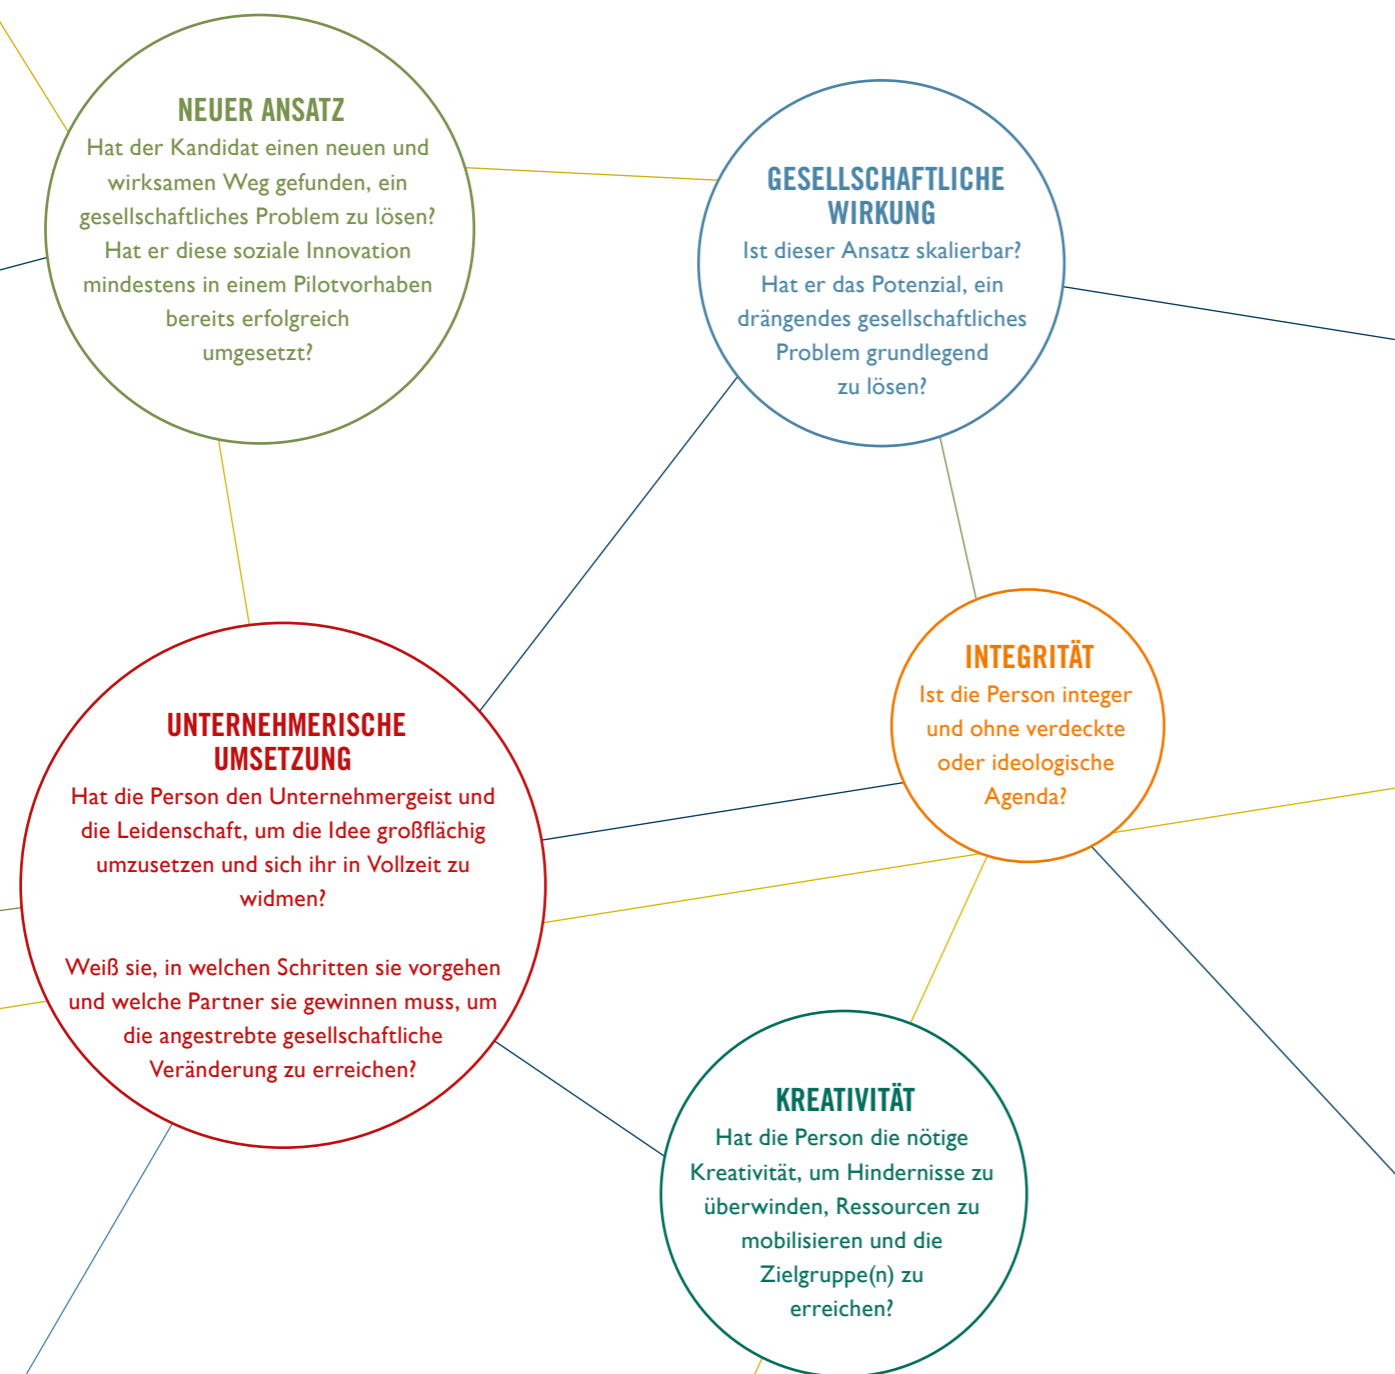 NEUER ANSATZ
Hat der Kandidat einen neuen und
wirksamen Weg gefunden, ein
gesellschaftliches Problem zu lösen?
Hat er diese soziale Innovation
mindestens in einem Pilotvorhaben
bereits erfolgreich
umgesetzt?
GESELLSCHAFTLICHE
WIRKUNG
Ist dieser Ansatz skalierbar?
Hat er das Potenzial, ein
drängendes gesellschaftliches
Problem grundlegend
zu lösen?
INTEGRITÄT
Ist die Person integer
und ohne verdeckte
oder ideologische
Agenda?
UNTERNEHMERISCHE
UMSETZUNG
Hat die Person den Unternehmergeist und
die Leidenschaft, um die Idee großflächig
umzusetzen und sich ihr in Vollzeit zu
widmen?
Weiß sie, in welchen Schritten sie vorgehen
und welche Partner sie gewinnen muss, um
die angestrebte gesellschaftliche
Veränderung zu erreichen?
KREATIVITÄT
Hat die Person die nötige
Kreativität, um Hindernisse zu
überwinden, Ressourcen zu
mobilisieren und die
Zielgruppe(n) zu
erreichen?